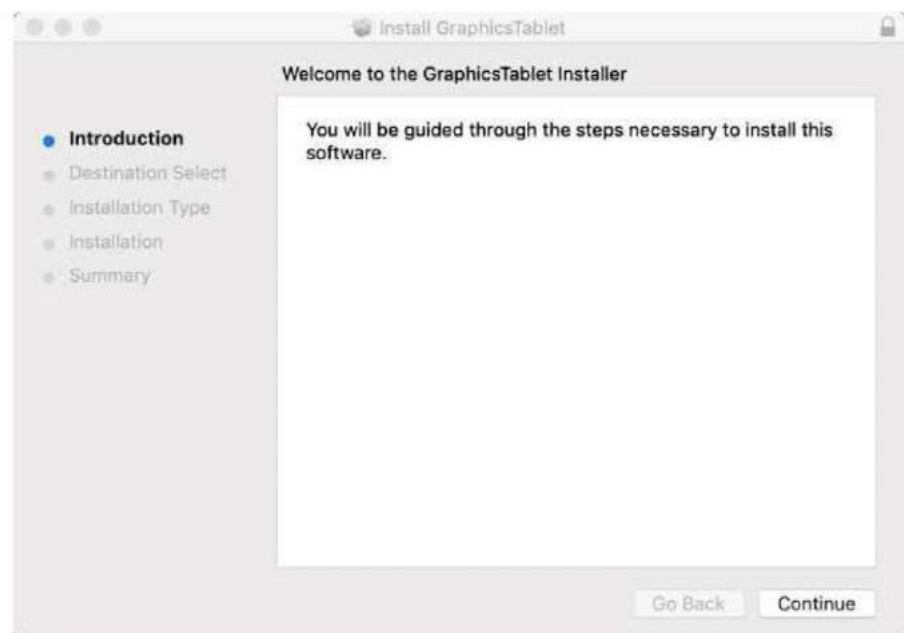 Install GraphicsTablet
Welcome to the GraphicsTablet Installer
Introduction
Destination Select
Installation Type
Installation
Summary
You will be guided through the steps necessary to install this
software.
Go Back
Continue